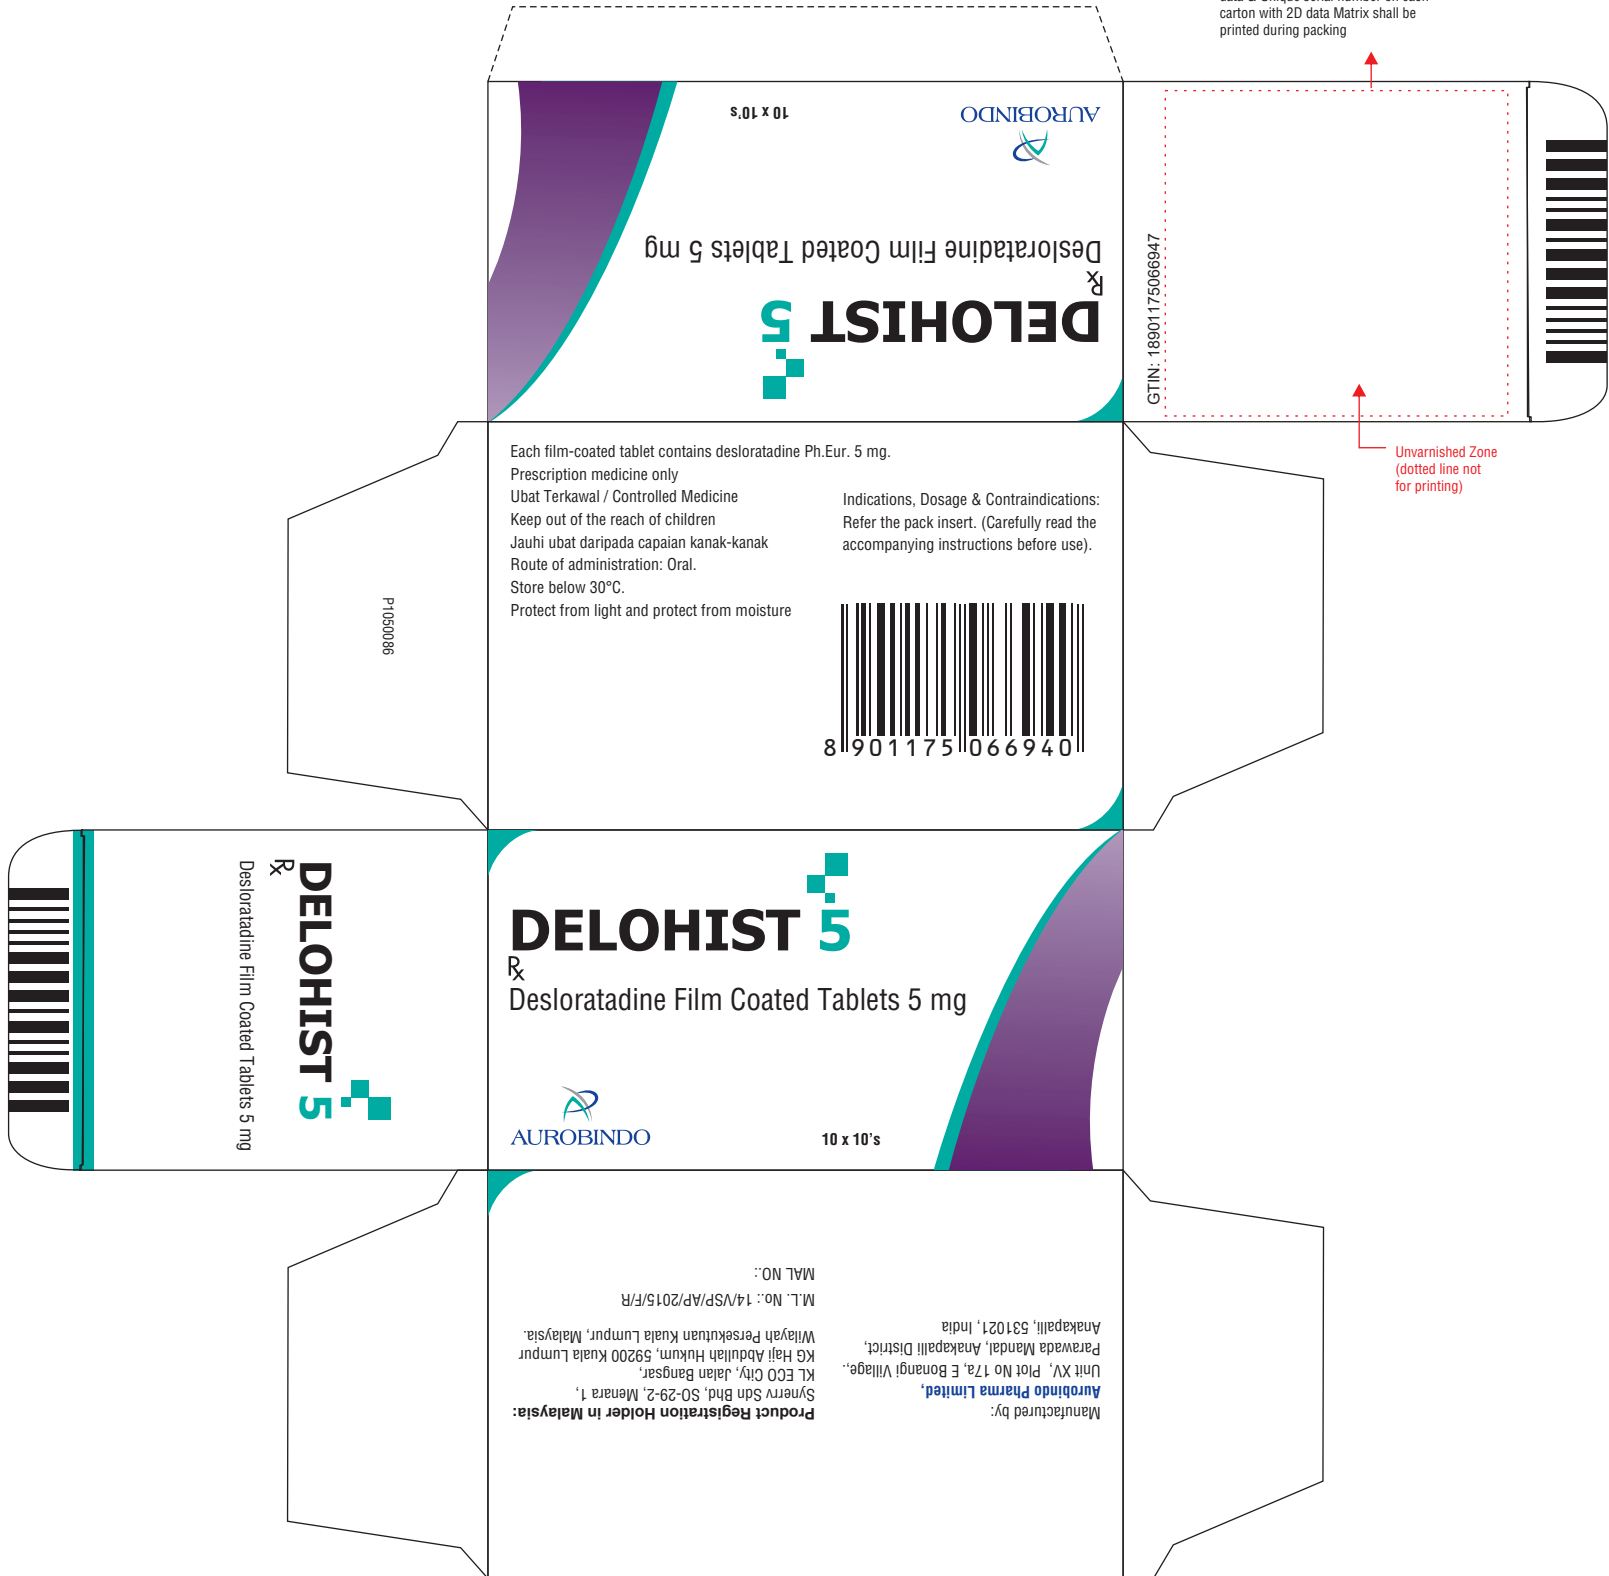 carton with 2D data Matrix shall be
printed during packing
10 x 10's
AUROBINDO
Desloratadine Film Coated Tablets 5 mg
Rx
DELOHIST 5
GTIN: 18901175066947
Unvarnished Zone
(dotted line not
for printing)
Each film-coated tablet contains desloratadine Ph.Eur. 5 mg.
Prescription medicine only
Ubat Terkawal / Controlled Medicine
Keep out of the reach of children
Jauhi ubat daripada capaian kanak-kanak
Route of administration: Oral.
Store below 30°C.
Protect from light and protect from moisture
Indications, Dosage & Contraindications:
Refer the pack insert. (Carefully read the
accompanying instructions before use).
8 901175 066940
P1050086
DELOHIST 5
Rx
Desloratadine Film Coated Tablets 5 mg
DELOHIST 5
Rx
Desloratadine Film Coated Tablets 5 mg
AUROBINDO
10 x 10’s
Manufactured by:
Aurobindo Pharma Limited,
Unit XV, Plot No 17a, E Bonangi Village,.
Parawada Mandal, Anakapalli District,
Anakapalli, 531021, India
Product Registration Holder in Malaysia:
Synerrv Sdn Bhd, SO-29-2, Menara 1,
KL ECO City, Jalan Bangsar,
KG Haji Abdullah Hukum, 59200 Kuala Lumpur
Wilayah Persekutuan Kuala Lumpur, Malaysia.
M.L. No.: 14/VSP/AP/2015/F/R
MAL NO.: